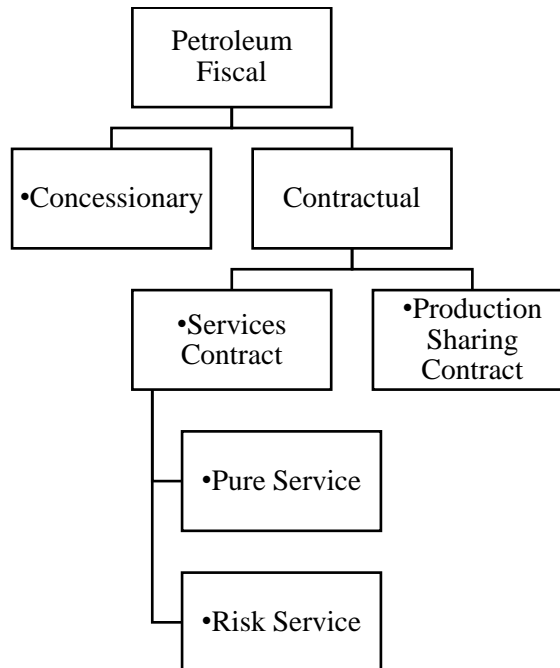 Petroleum
Fiscal
•Concessionary
Contractual
•Services
Contract
•Production
Sharing
Contract
•Pure Service
•Risk Service